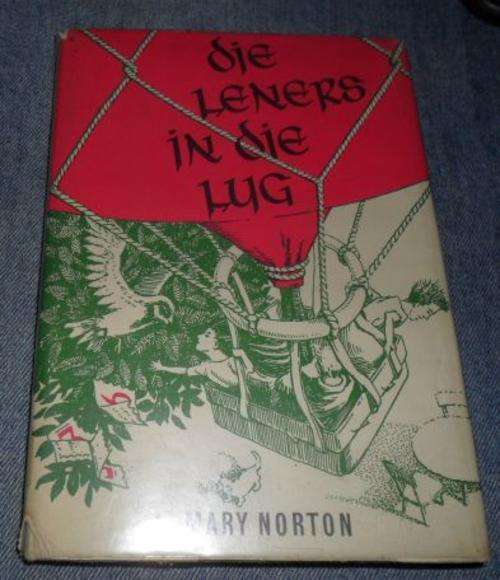 die
LENERS
IN die
LUG
MARY NORTON